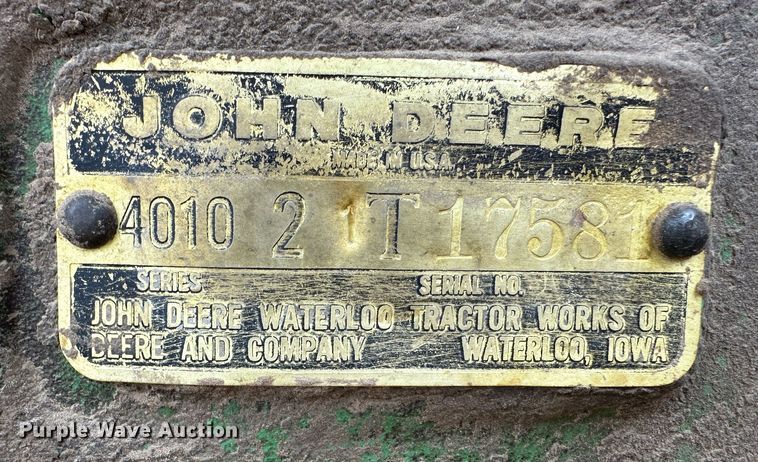 JOHN DEERE
MADE IN U.S.A.
4010 2 1T 17581
SERIES SERIAL NO.
JOHN DEERE WATERLOO TRACTOR WORKS OF
DEERE AND COMPANY WATERLOO, IOWA
Purple Wave Auction